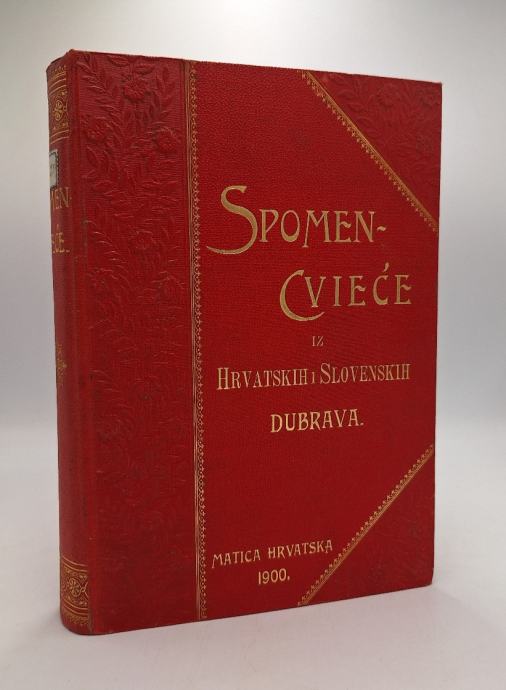 SPOMEN-
CVIEĆE
IZ
HRVATSKIH I SLOVENSKIH
DUBRAVA.
MATICA HRVATSKA
1900.